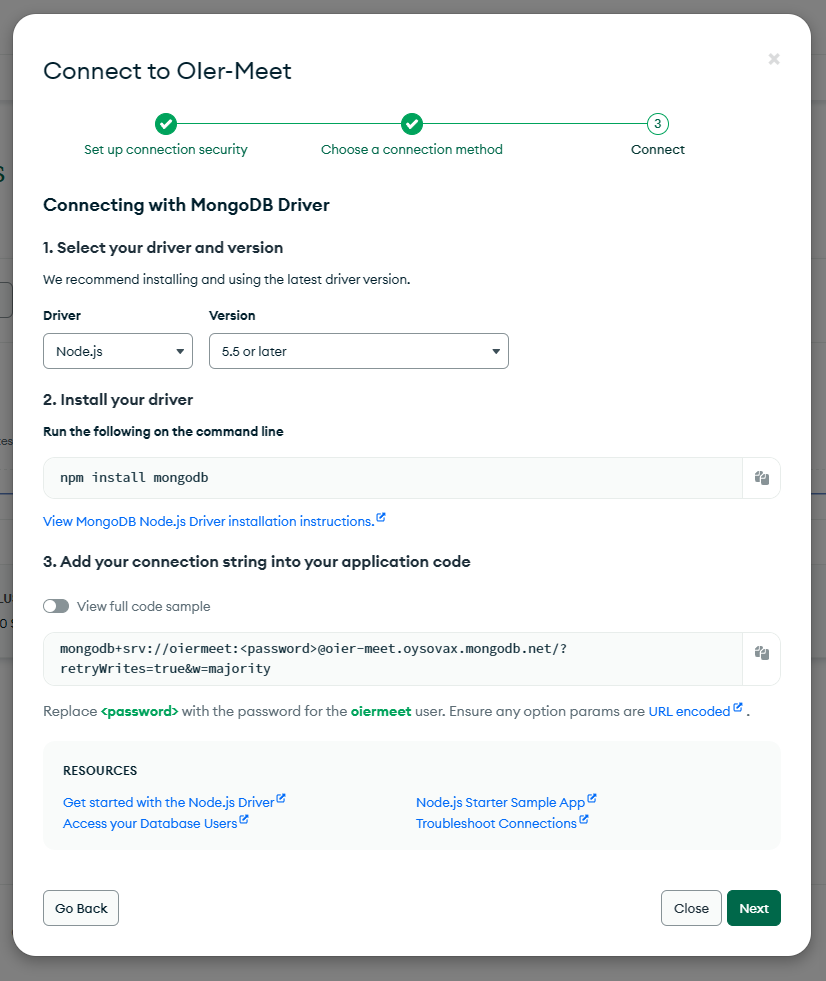 Connect to OIer-Meet
×
3
Set up connection security
Choose a connection method
Connect
Connecting with MongoDB Driver
1. Select your driver and version
We recommend installing and using the latest driver version.
Driver
Version
Node.js
5.5 or later
2. Install your driver
Run the following on the command line
npm install mongodb
View MongoDB Node.js Driver installation instructions.
3. Add your connection string into your application code
View full code sample
mongodb+srv://oiermeet:<password>@oier-meet.oysovax.mongodb.net/?
retryWrites=true&w=majority
Replace <password> with the password for the oiermeet user. Ensure any option params are URL encoded .
RESOURCES
Get started with the Node.js Driver
Node.js Starter Sample App
Access your Database Users
Troubleshoot Connections
Go Back
Close
Next